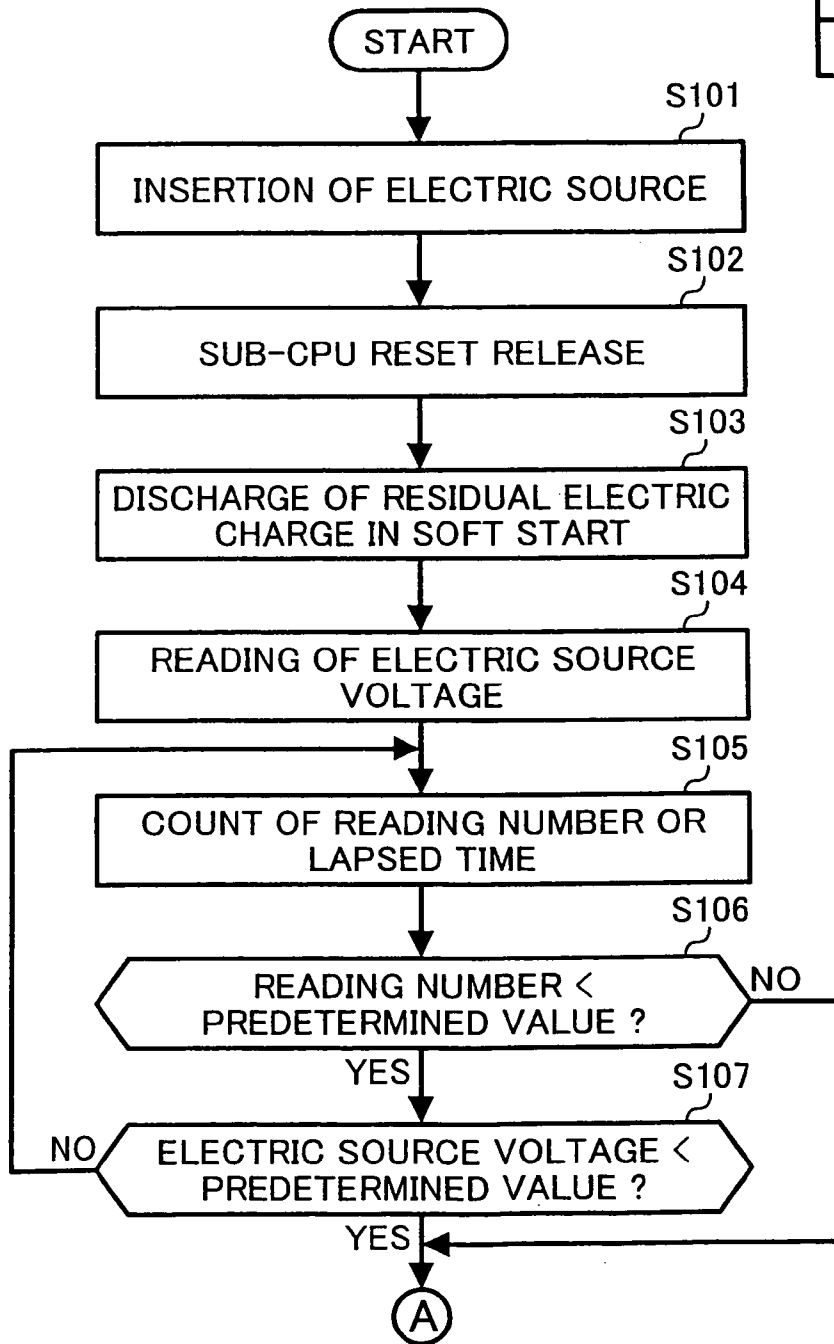 START
S101
INSERTION OF ELECTRIC SOURCE
S102
SUB-CPU RESET RELEASE
S103
DISCHARGE OF RESIDUAL ELECTRIC
CHARGE IN SOFT START
S104
READING OF ELECTRIC SOURCE
VOLTAGE
S105
COUNT OF READING NUMBER OR
LAPSED TIME
S106
READING NUMBER <
PREDETERMINED VALUE ?
NO
YES
S107
NO
ELECTRIC SOURCE VOLTAGE <
PREDETERMINED VALUE ?
YES
A